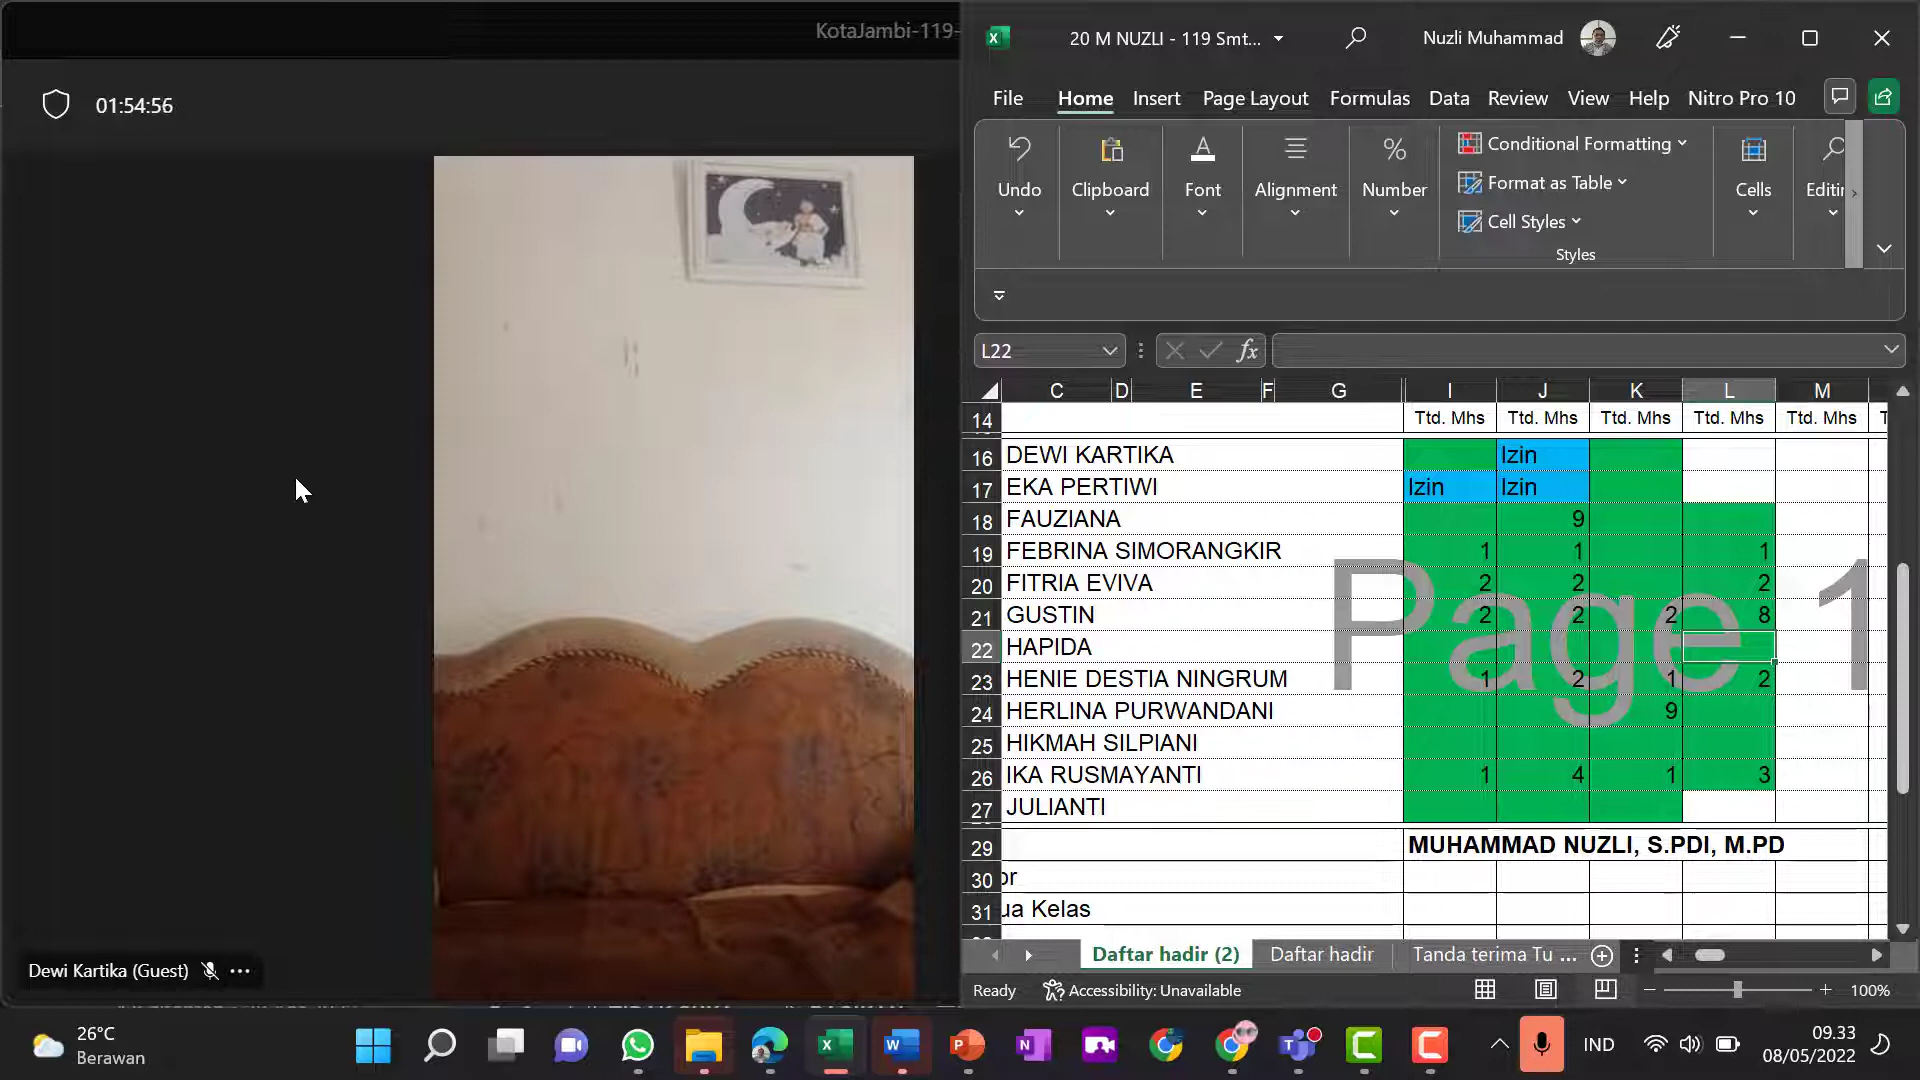 KotaJambi-119-
01:54:56
Dewi Kartika (Guest)
20 M NUZLI - 119 Smt...
Nuzli Muhammad
File Home Insert Page Layout Formulas Data Review View Help Nitro Pro 10
Undo
Clipboard
Font
Alignment
Number
Conditional Formatting
Format as Table
Cell Styles
Styles
Cells
Editir
L22
fx
C D E F G I J K L M
14 Ttd. Mhs Ttd. Mhs Ttd. Mhs Ttd. Mhs Ttd. Mhs T
16 DEWI KARTIKA Izin
17 EKA PERTIWI Izin Izin
18 FAUZIANA 9
19 FEBRINA SIMORANGKIR 1 1 1
20 FITRIA EVIVA 2 2 2
21 GUSTIN 2 2 2 8
22 HAPIDA
23 HENIE DESTIA NINGRUM 1 2 1 2
24 HERLINA PURWANDANI 9
25 HIKMAH SILPIANI
26 IKA RUSMAYANTI 1 4 1 3
27 JULIANTI
Page 1
29 MUHAMMAD NUZLI, S.PDI, M.PD
30 or
31 ua Kelas
Daftar hadir (2) Daftar hadir Tanda terima Tu ...
Ready Accessibility: Unavailable 100%
26°C
Berawan
IND
09.33
08/05/2022